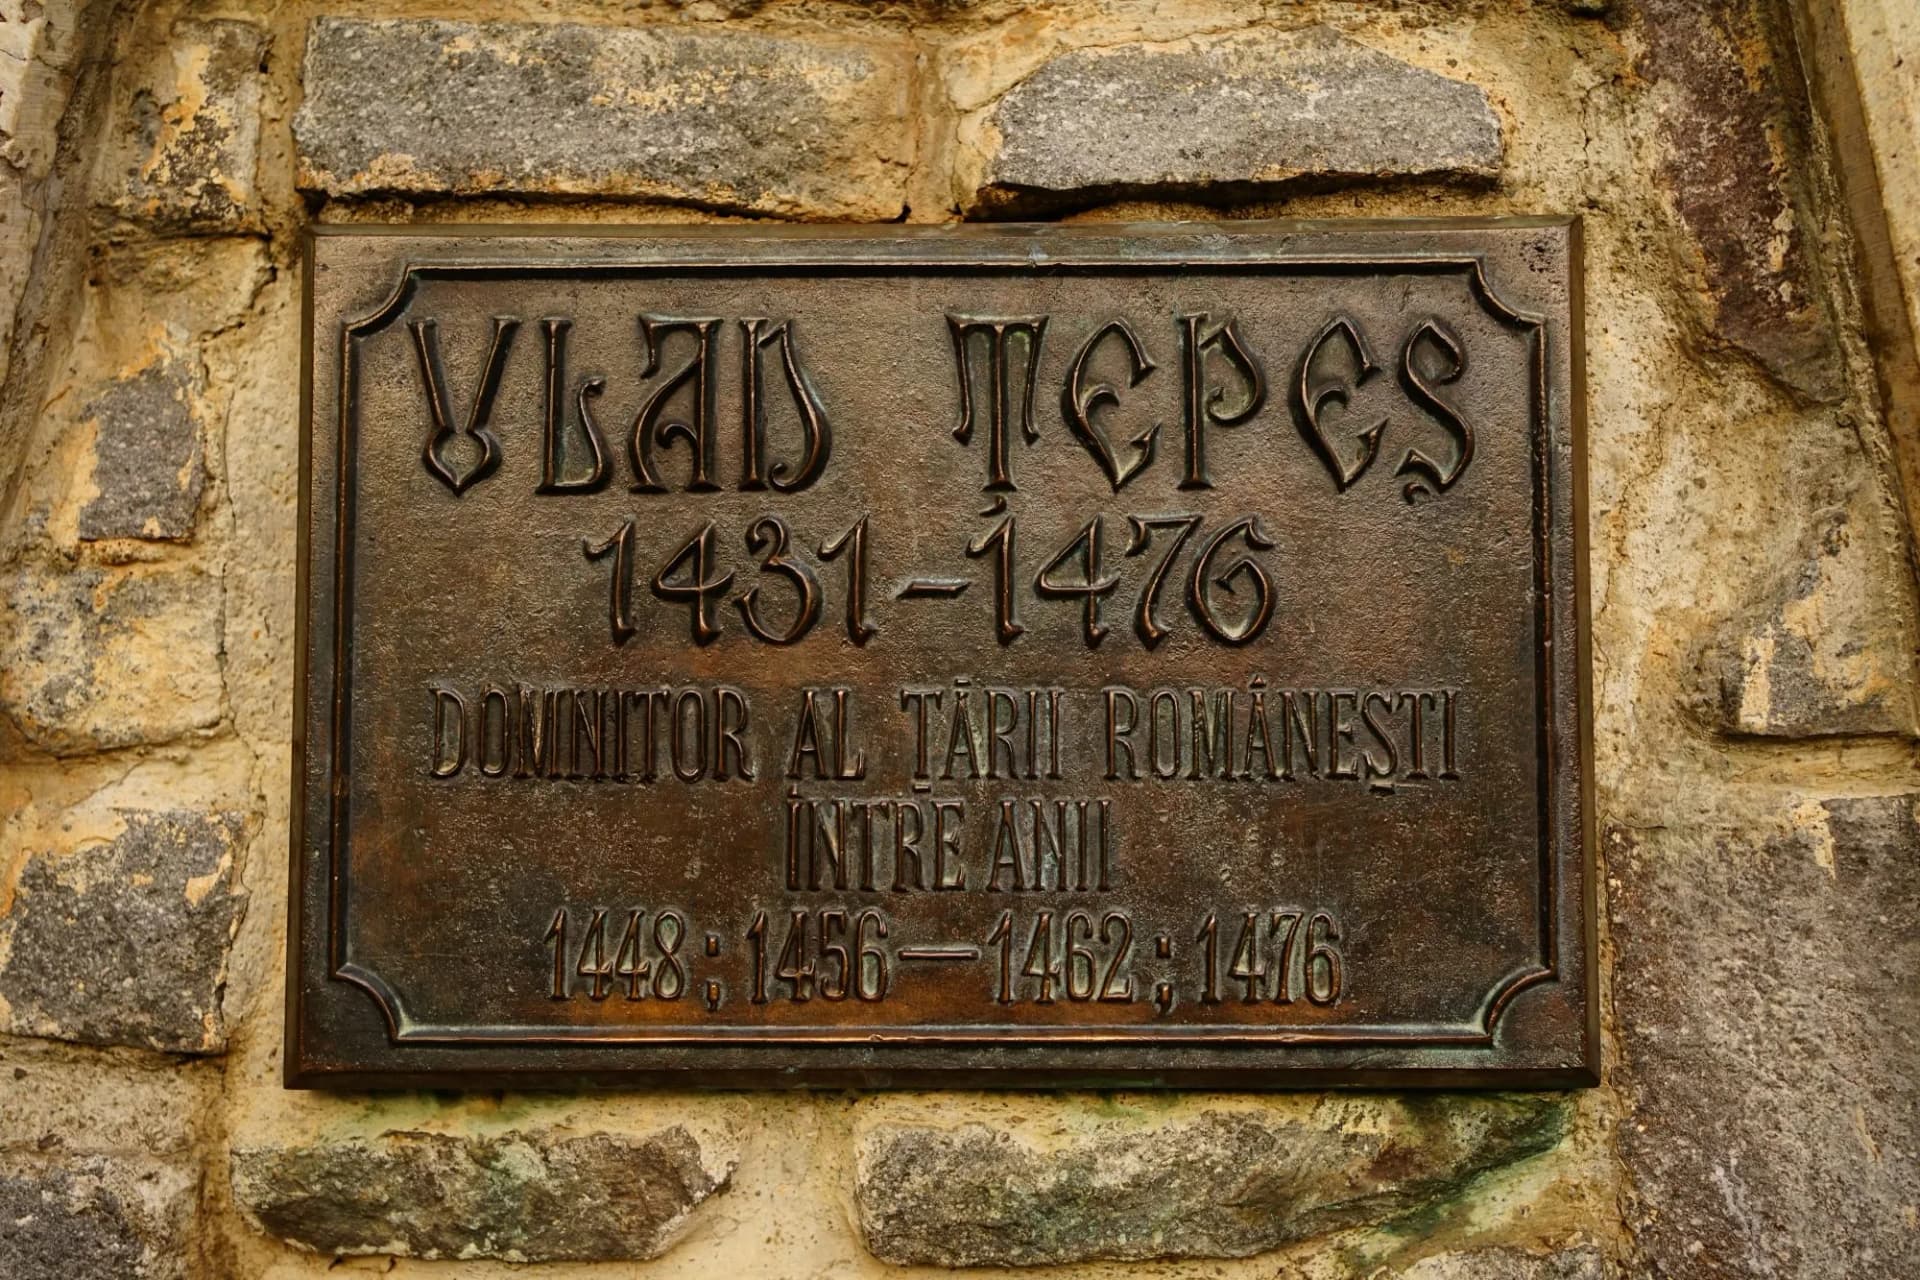 VLAD ȚEPEȘ
1431-1476
DOMNITOR AL ȚĂRII ROMÂNEȘTI
ÎNTRE ANII
1448; 1456—1462; 1476